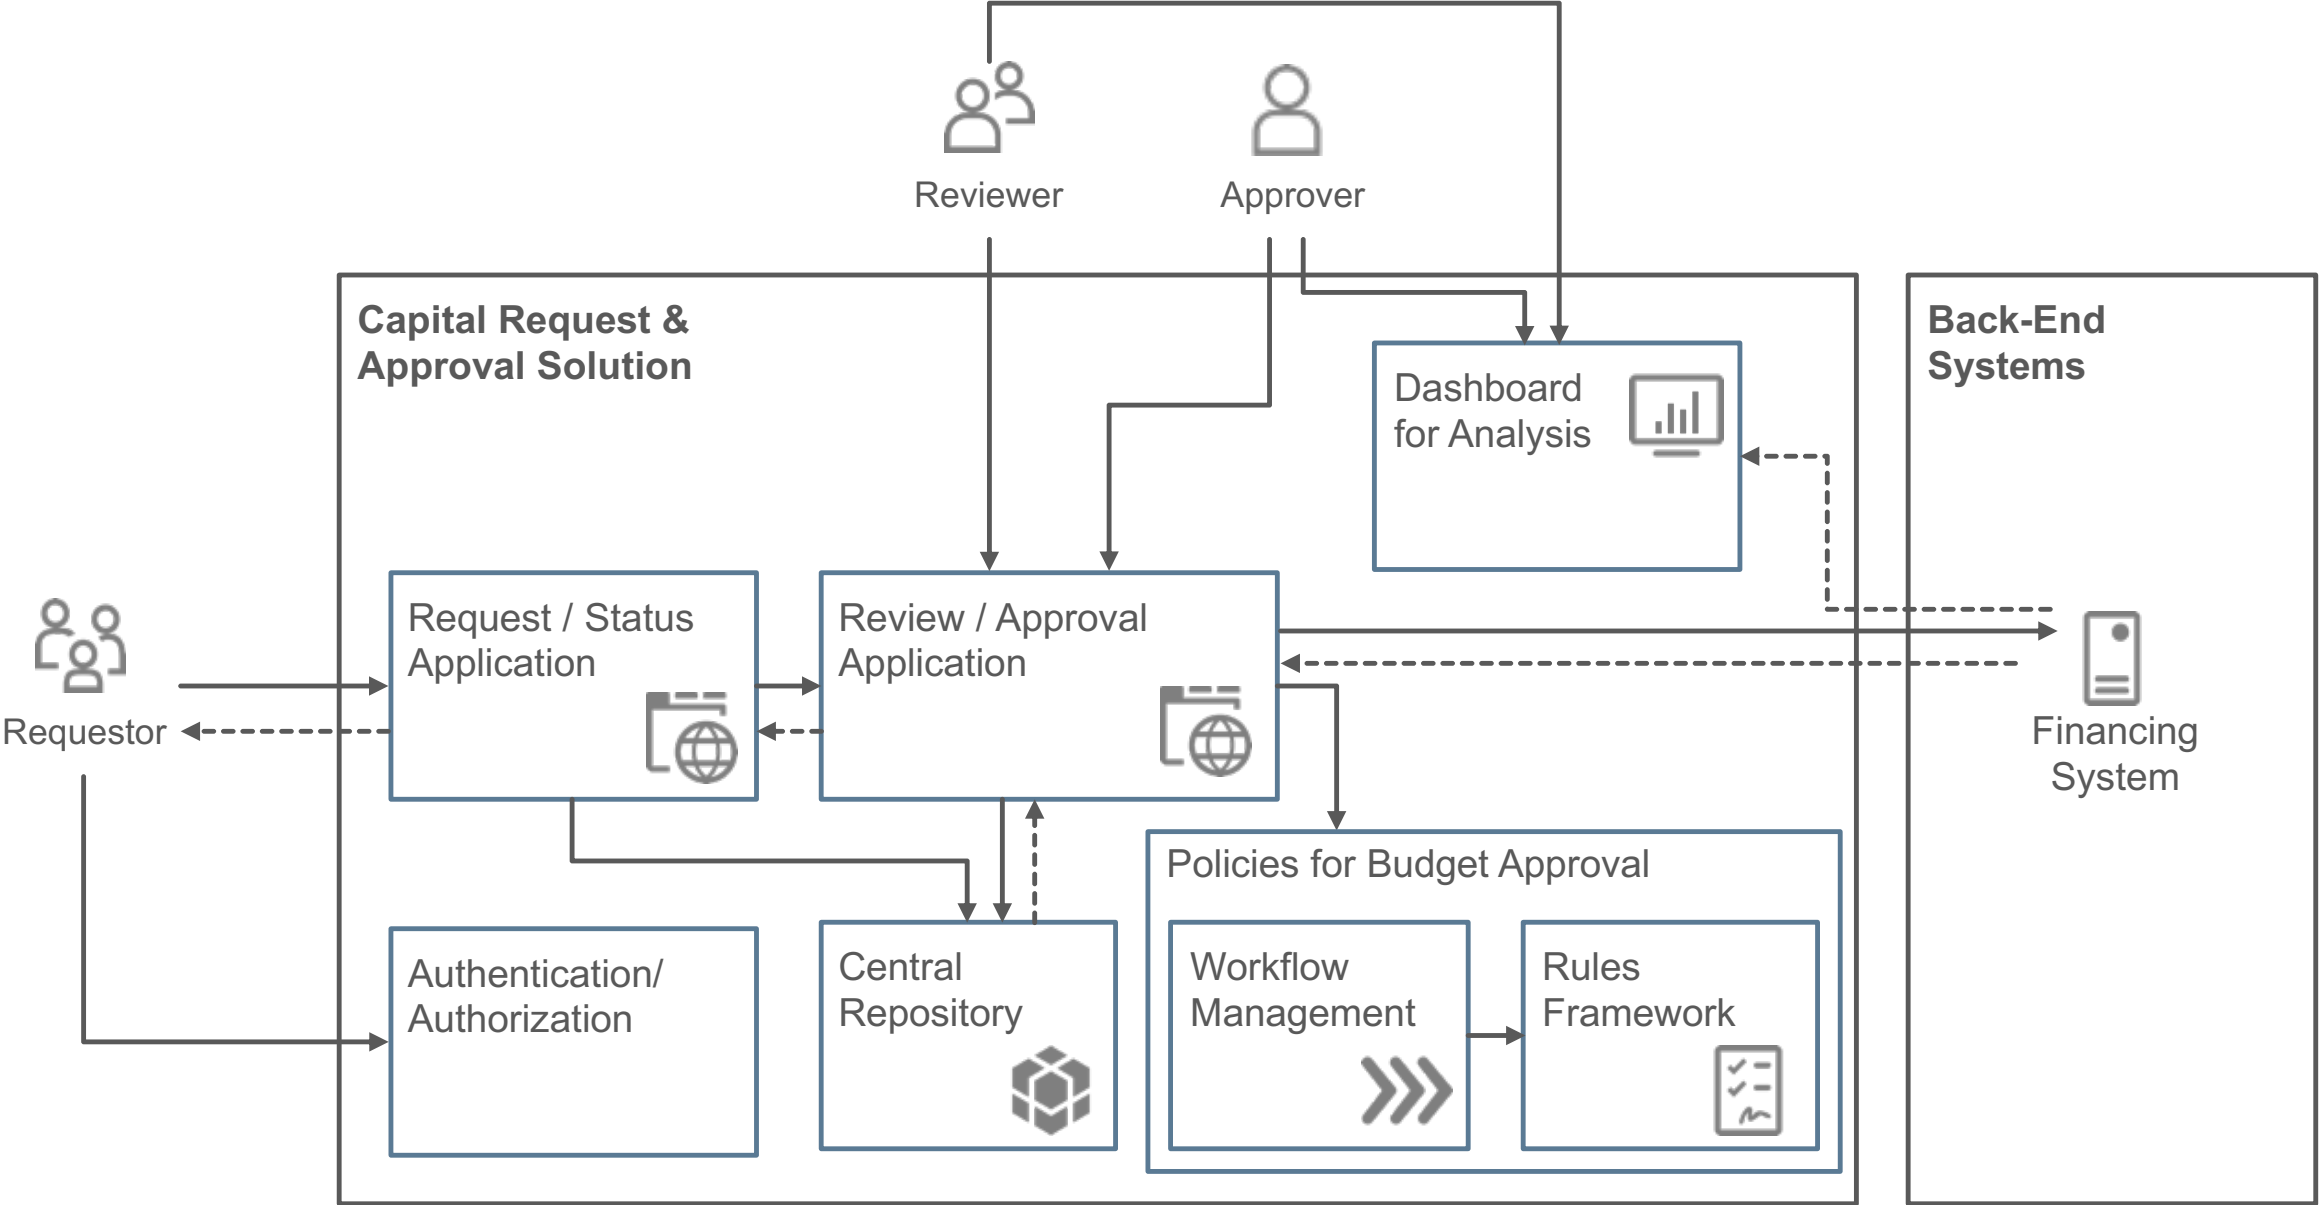 Reviewer
Approver
Capital Request &
Approval Solution
Back-End
Systems
Dashboard
for Analysis
Request / Status
Application
Review / Approval
Application
Requestor
Financing
System
Policies for Budget Approval
Authentication/
Authorization
Central
Repository
Workflow
Management
Rules
Framework